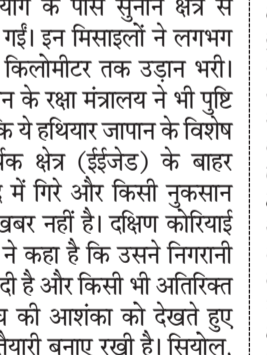 के पास सुनान क्षेत्र से
गईं। इन मिसाइलों ने लगभग
किलोमीटर तक उड़ान भरी।
न के रक्षा मंत्रालय ने भी पुष्टि
कि ये हथियार जापान के विशेष
र्थिक क्षेत्र (ईईजेड) के बाहर
में गिरे और किसी नुकसान
खबर नहीं है। दक्षिण कोरियाई
ने कहा है कि उसने निगरानी
दी है और किसी भी अतिरिक्त
की आशंका को देखते हुए
तैयारी बनाए रखी है। सियोल,